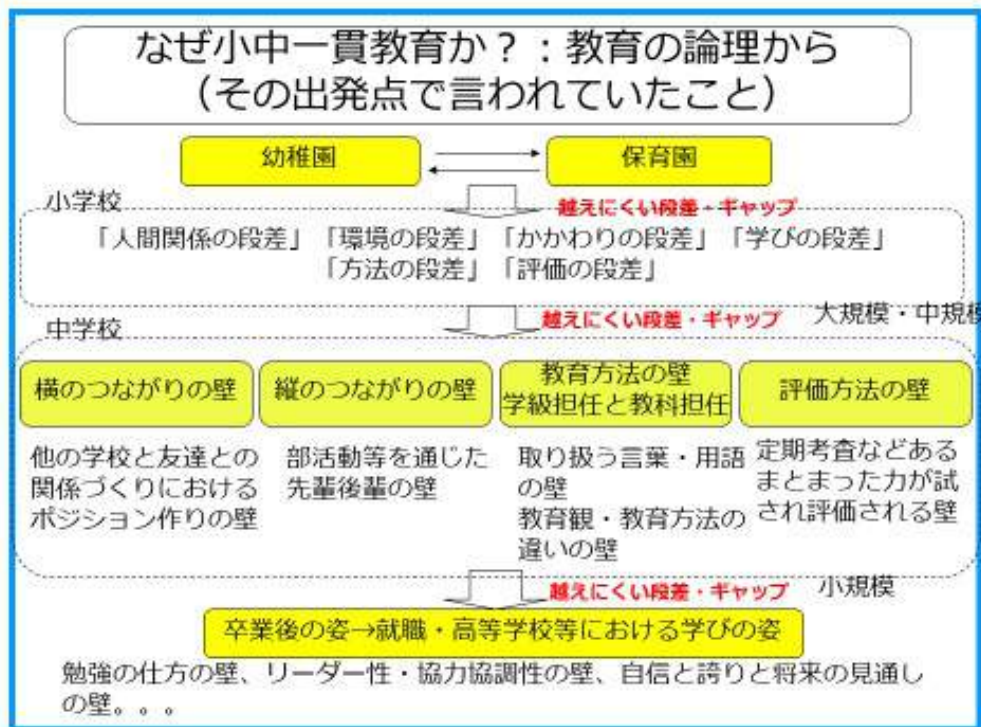 なぜ小中一貫教育か？：教育の論理から
（その出発点で言われていたこと）
幼稚園
保育園
小学校
越えにくい段差・ギャップ
「人間関係の段差」「環境の段差」「かかわりの段差」「学びの段差」
「方法の段差」「評価の段差」
中学校
越えにくい段差・ギャップ
大規模・中規模
横のつながりの壁
他の学校と友達との
関係づくりにおける
ポジション作りの壁
縦のつながりの壁
部活動等を通じた
先輩後輩の壁
教育方法の壁
学級担任と教科担任
取り扱う言葉・用語
の壁
教育観・教育方法の
違いの壁
評価方法の壁
定期考査などある
まとまった力が試
され評価される壁
越えにくい段差・ギャップ
小規模
卒業後の姿→就職・高等学校等における学びの姿
勉強の仕方の壁、リーダー性・協力協調性の壁、自信と誇りと将来の見通し
の壁。。。